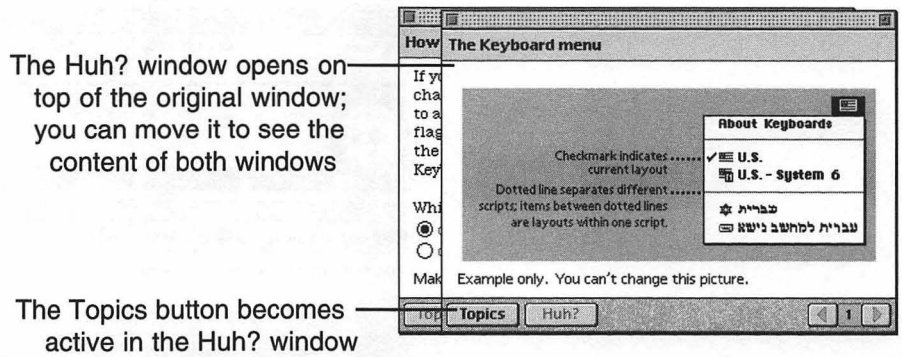 The Huh? window opens on
top of the original window;
you can move it to see the
content of both windows
The Topics button becomes
active in the Huh? window
How
If yo
cha
to a
flag
the
Key
Whi
Mak
Top
The Keyboard menu
Checkmark indicates
current layout
Dotted line separates different
scripts; items between dotted lines
are layouts within one script.
About Keyboards
✓ U.S.
U.S. - System 6
עברית
עברית למחשב נישא
Example only. You can't change this picture.
Topics Huh? 1